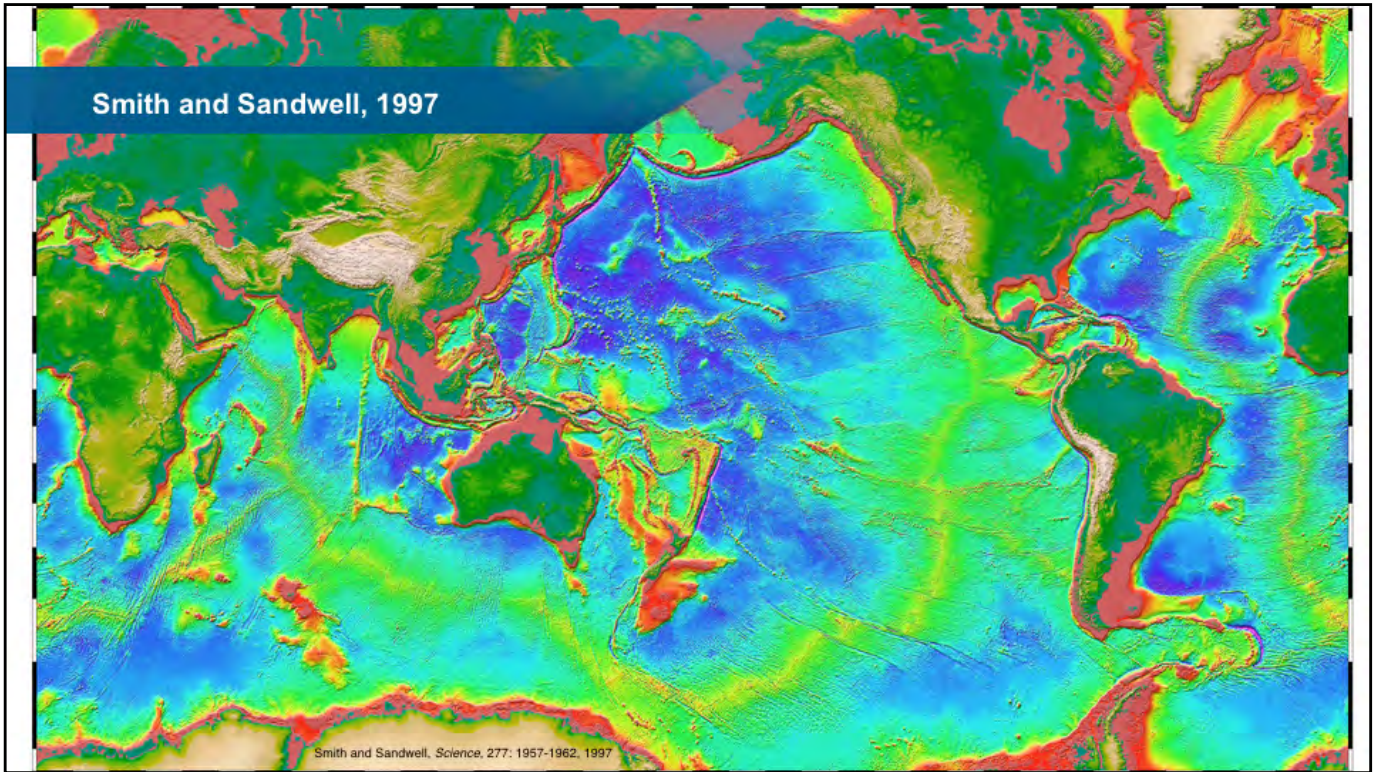 Smith and Sandwell, 1997
Smith and Sandwell, Science, 277: 1957-1962, 1997